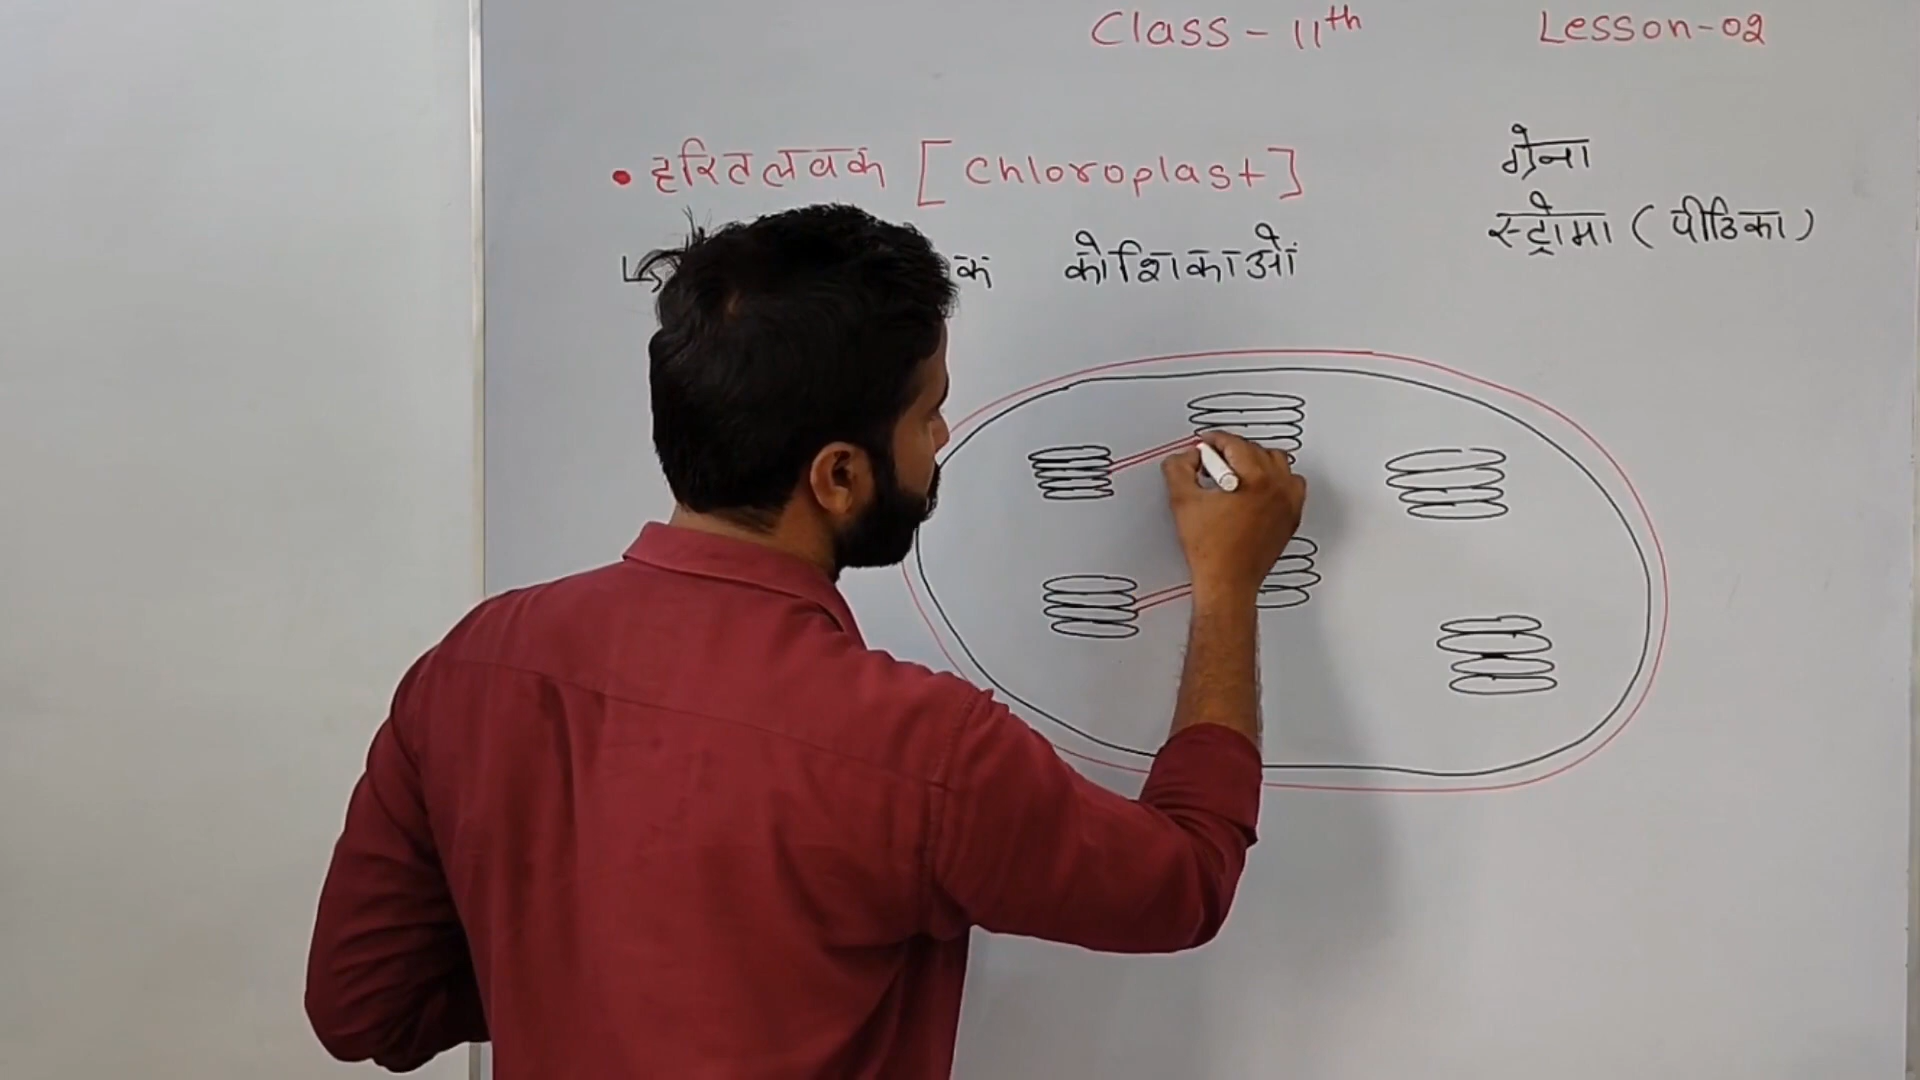 Class - 11th Lesson-02
• हरितलवक [Chloroplast]
ग्रेना
स्ट्रोमा (पीठिका)
↳ क कोशिकाओं